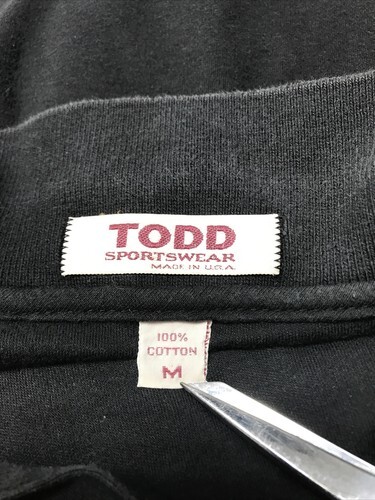 TODD
SPORTSWEAR
MADE IN U.S.A.
100%
COTTON
M